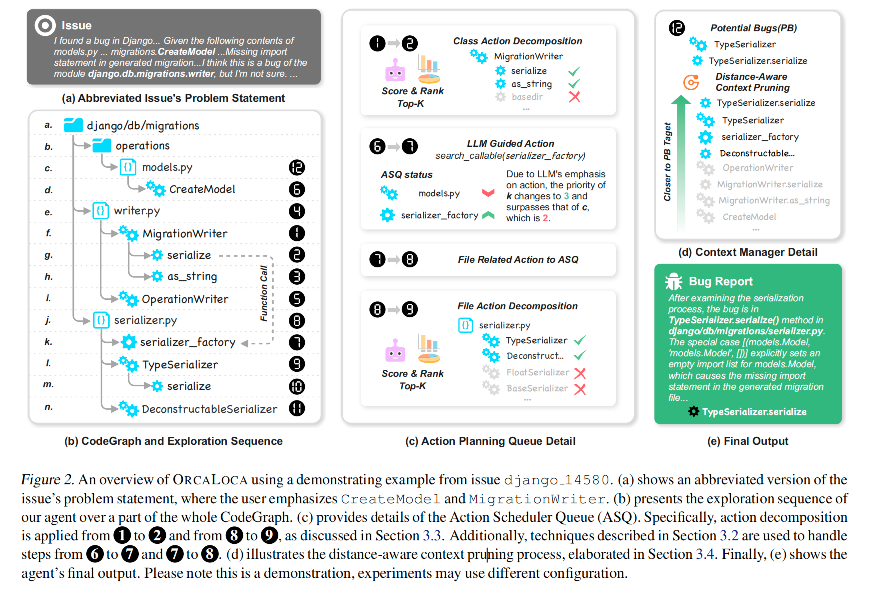 Issue
I found a bug in Django... Given the following contents of
models.py ... migrations.CreateModel ...Missing import
statement in generated migration...I think this is a bug of the
module django.db.migrations.writer, but I'm not sure. ...
(a) Abbreviated Issue's Problem Statement
a. django/db/migrations
b. operations
c. {} models.py 12
d. CreateModel 6
e. {} writer.py 4
f. MigrationWriter 1
g. serialize 2
h. as_string 3
i. OperationWriter 5
j. {} serializer.py 8
k. serializer_factory 7
l. TypeSerializer 9
m. serialize 10
n. DeconstructableSerializer 11
Function Call
(b) CodeGraph and Exploration Sequence
1 2
Score & Rank
Top-K
Class Action Decomposition
MigrationWriter
serialize
as_string
basedir
...
6 7
LLM Guided Action
search_callable(serializer_factory)
ASQ status
models.py
serializer_factory
Due to LLM's emphasis
on action, the priority of
k changes to 3 and
surpasses that of c,
which is 2.
7 8
File Related Action to ASQ
8 9
Score & Rank
Top-K
File Action Decomposition
{} serializer.py
TypeSerializer
Deconstruct...
FloatSerializer
BaseSerializer
...
(c) Action Planning Queue Detail
12
Potential Bugs(PB)
TypeSerializer
TypeSerializer.serialize
Distance-Aware
Context Pruning
TypeSerializer.serialize
TypeSerializer
serializer_factory
Deconstructable...
OperationWriter
MigrationWriter.serialize
MigrationWriter.as_string
CreateModel
...
Closer to PB Taget
(d) Context Manager Detail
Bug Report
After examining the serialization
process, the bug is in
TypeSerializer.serialize() method in
django/db/migrations/serializer.py.
The special case [(models.Model,
'models.Model', [])] explicitly sets an
empty import list for models.Model,
which causes the missing import
statement in the generated migration
file...
TypeSerializer.serialize
(e) Final Output
Figure 2. An overview of ORCALOCA using a demonstrating example from issue django_14580. (a) shows an abbreviated version of the
issue's problem statement, where the user emphasizes CreateModel and MigrationWriter. (b) presents the exploration sequence of
our agent over a part of the whole CodeGraph. (c) provides details of the Action Scheduler Queue (ASQ). Specifically, action decomposition
is applied from 1 to 2 and from 8 to 9, as discussed in Section 3.3. Additionally, techniques described in Section 3.2 are used to handle
steps from 6 to 7 and 7 to 8. (d) illustrates the distance-aware context pruning process, elaborated in Section 3.4. Finally, (e) shows the
agent's final output. Please note this is a demonstration, experiments may use different configuration.